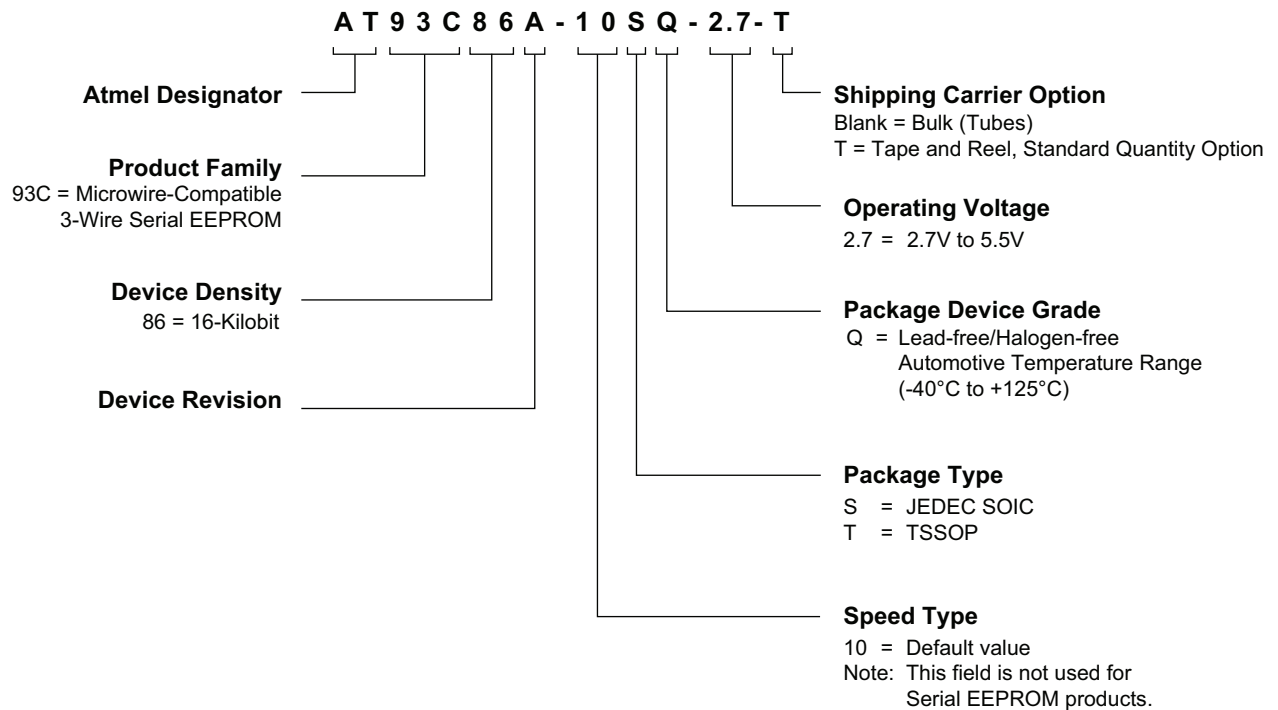 A T 9 3 C 8 6 A - 1 0 S Q - 2.7 - T
Atmel Designator
Product Family
93C = Microwire-Compatible
3-Wire Serial EEPROM
Device Density
86 = 16-Kilobit
Device Revision
Shipping Carrier Option
Blank = Bulk (Tubes)
T = Tape and Reel, Standard Quantity Option
Operating Voltage
2.7 = 2.7V to 5.5V
Package Device Grade
Q = Lead-free/Halogen-free
Automotive Temperature Range
(-40°C to +125°C)
Package Type
S = JEDEC SOIC
T = TSSOP
Speed Type
10 = Default value
Note: This field is not used for
Serial EEPROM products.